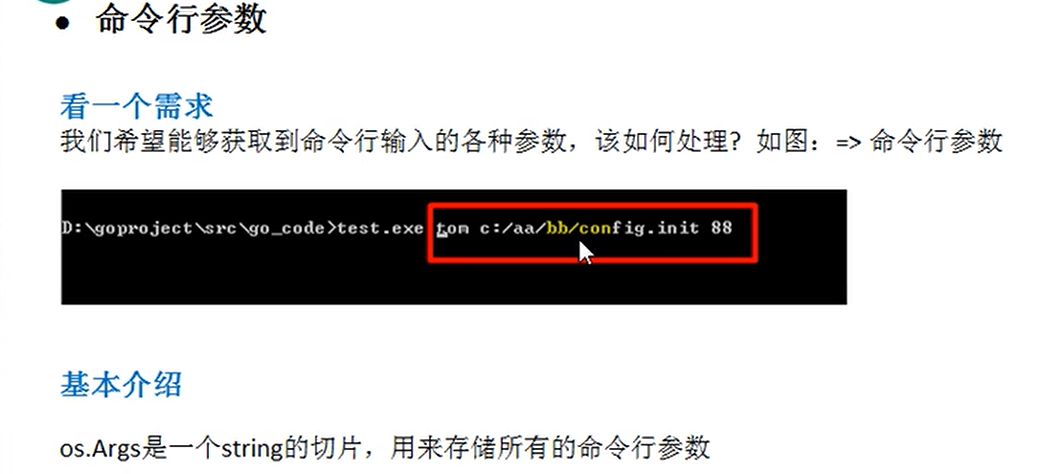 • 命令行参数
看一个需求
我们希望能够获取到命令行输入的各种参数，该如何处理？如图：=> 命令行参数
D:\goproject\src\go_code>test.exe tom c:/aa/bb/config.init 88
基本介绍
os.Args是一个string的切片，用来存储所有的命令行参数